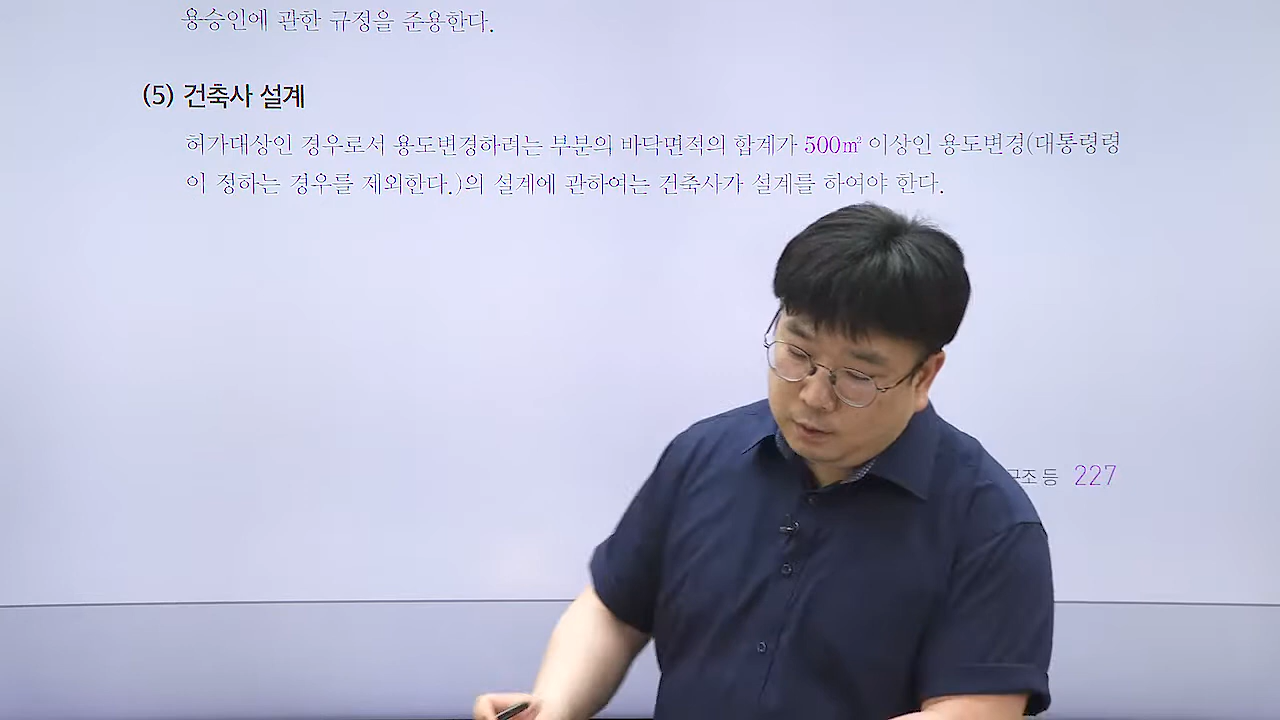 용승인에 관한 규정을 준용한다.
(5) 건축사 설계
허가대상인 경우로서 용도변경하려는 부분의 바닥면적의 합계가 500㎡ 이상인 용도변경(대통령령
이 정하는 경우를 제외한다.)의 설계에 관하여는 건축사가 설계를 하여야 한다.
구조 등 227